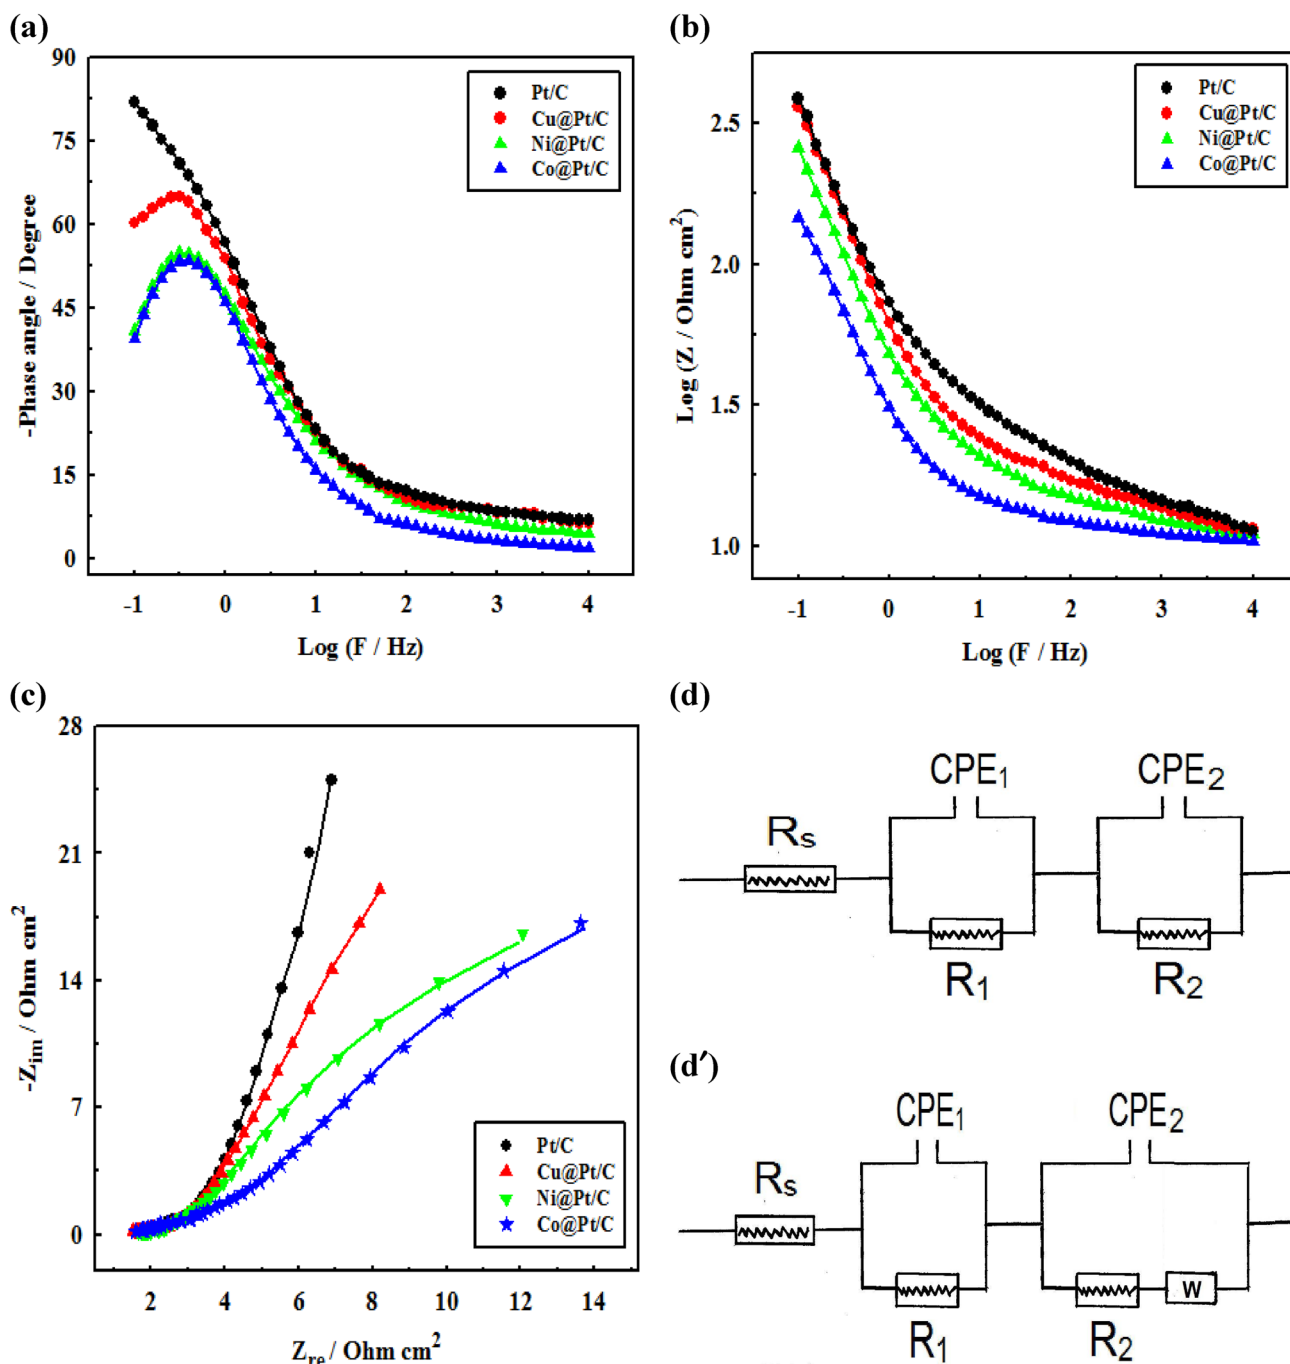 (a)
90
75
60
45
30
15
0
-Phase angle / Degree
Pt/C
Cu@Pt/C
Ni@Pt/C
Co@Pt/C
-1 0 1 2 3 4
Log (F / Hz)
(b)
2.5
2.0
1.5
1.0
Log (Z / Ohm cm²)
Pt/C
Cu@Pt/C
Ni@Pt/C
Co@Pt/C
-1 0 1 2 3 4
Log (F / Hz)
(c)
28
21
14
7
0
-Zim / Ohm cm²
Pt/C
Cu@Pt/C
Ni@Pt/C
Co@Pt/C
2 4 6 8 10 12 14
Zre / Ohm cm²
(d)
CPE1 CPE2
Rs
R1 R2
(d′)
CPE1 CPE2
Rs
W
R1 R2